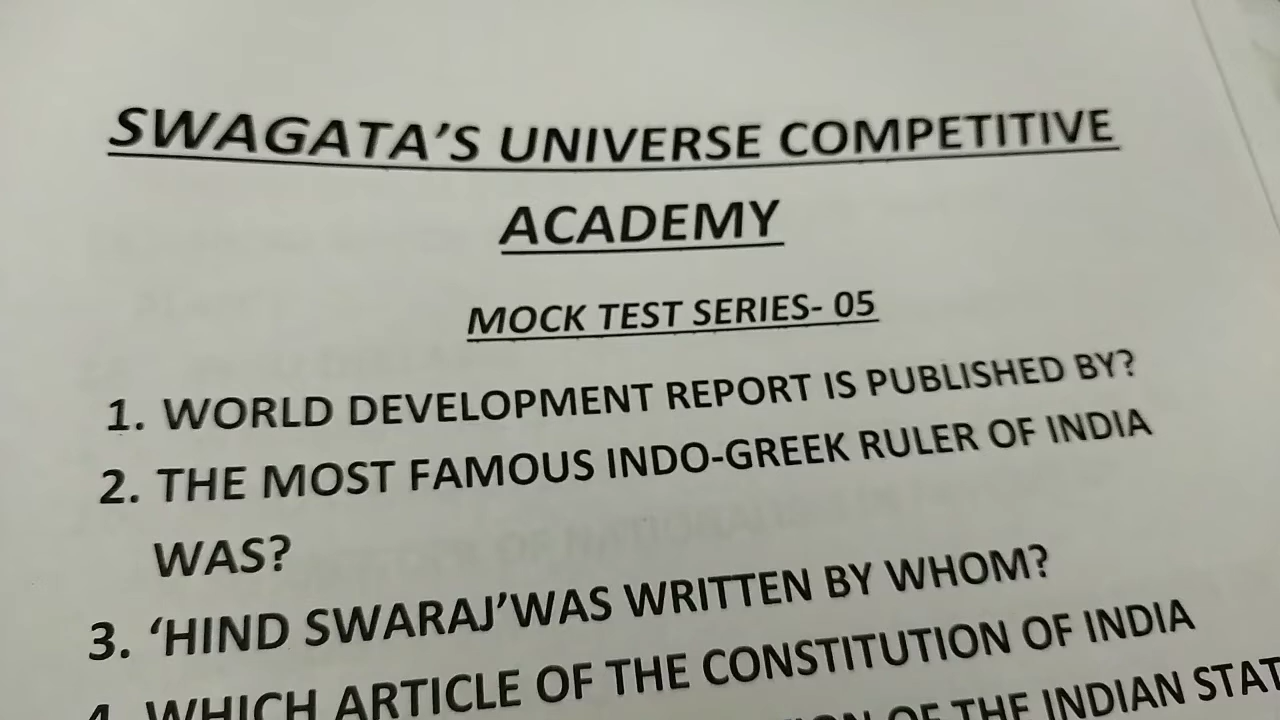 SWAGATA'S UNIVERSE COMPETITIVE
ACADEMY
MOCK TEST SERIES- 05
1. WORLD DEVELOPMENT REPORT IS PUBLISHED BY?
2. THE MOST FAMOUS INDO-GREEK RULER OF INDIA
WAS?
3. ‘HIND SWARAJ’WAS WRITTEN BY WHOM?
4. WHICH ARTICLE OF THE CONSTITUTION OF INDIA
OF THE INDIAN STAT